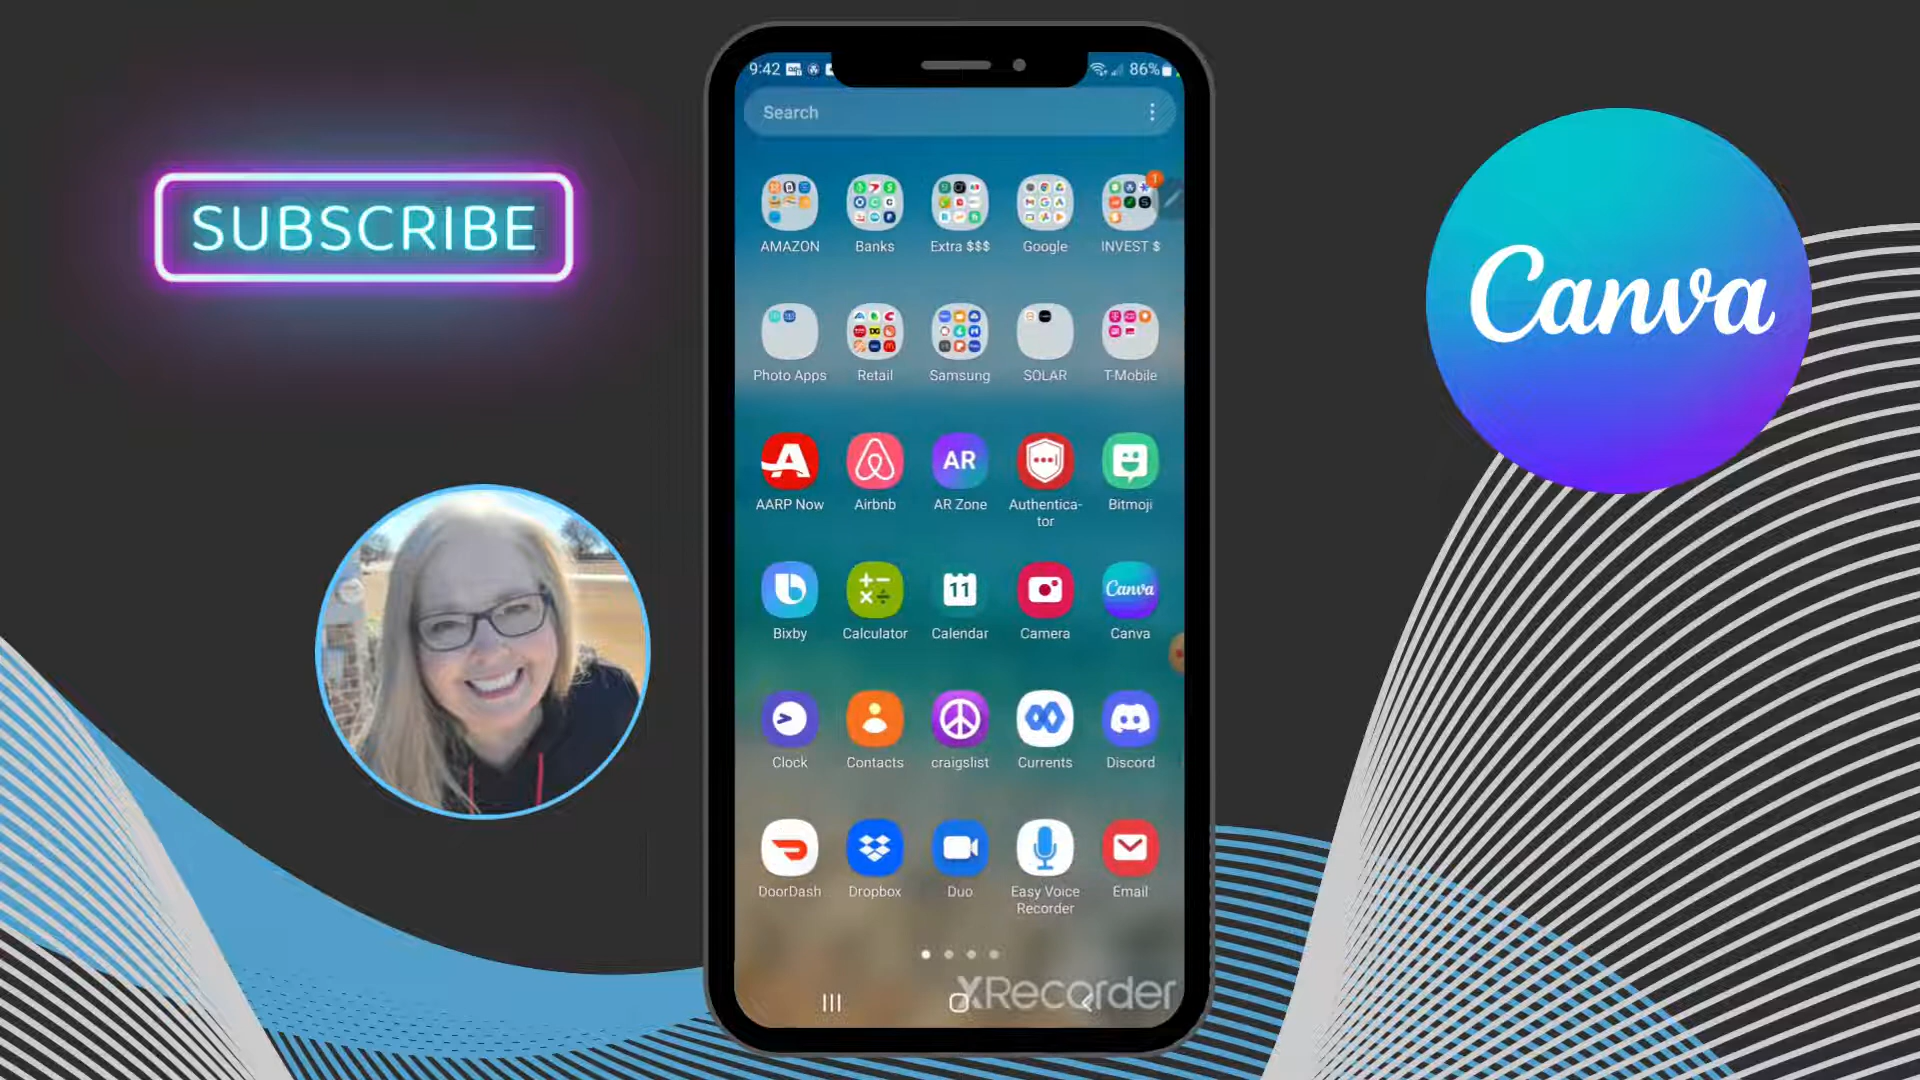 9:42
86%
Search
SUBSCRIBE
Canva
1
AMAZON
Banks
Extra $$$
Google
INVEST $
Photo Apps
Retail
Samsung
SOLAR
T-Mobile
AR
AARP Now
Airbnb
AR Zone
Authentica-
tor
Bitmoji
11
Canva
Bixby
Calculator
Calendar
Camera
Canva
Clock
Contacts
craigslist
Currents
Discord
DoorDash
Dropbox
Duo
Easy Voice
Recorder
Email
XRecorder